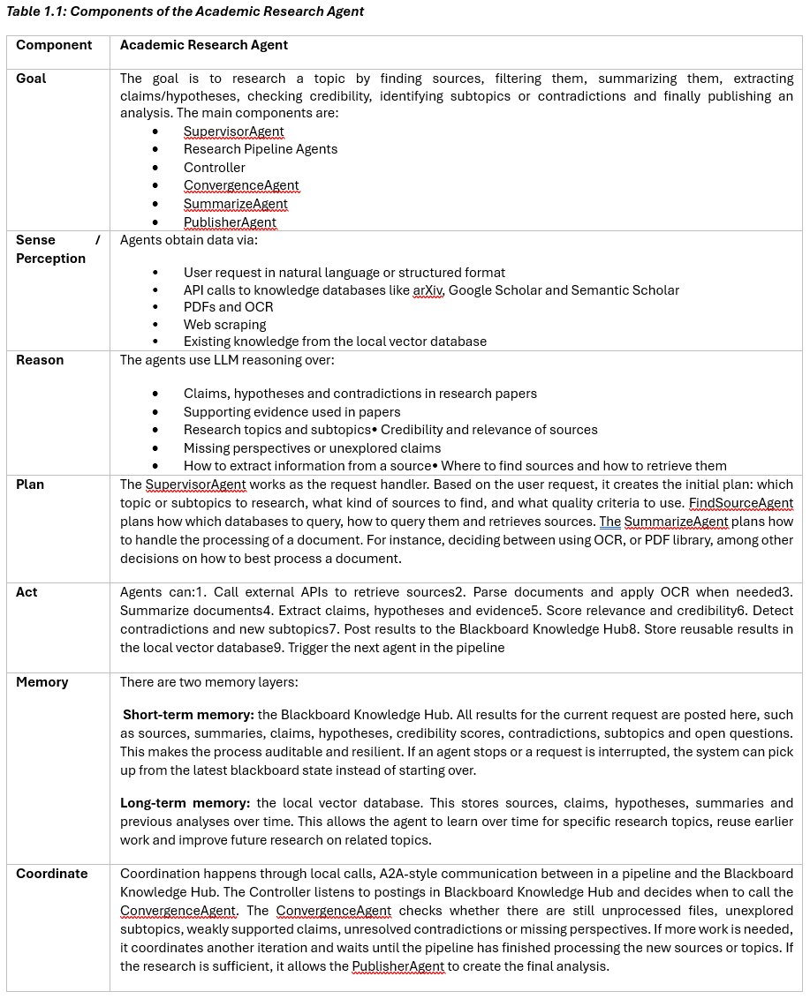 Table 1.1: Components of the Academic Research Agent
Component
Academic Research Agent
Goal
The goal is to research a topic by finding sources, filtering them, summarizing them, extracting
claims/hypotheses, checking credibility, identifying subtopics or contradictions and finally publishing an
analysis. The main components are:
• SupervisorAgent
• Research Pipeline Agents
• Controller
• ConvergenceAgent
• SummarizeAgent
• PublisherAgent
Sense /
Perception
Agents obtain data via:
• User request in natural language or structured format
• API calls to knowledge databases like arXiv, Google Scholar and Semantic Scholar
• PDFs and OCR
• Web scraping
• Existing knowledge from the local vector database
Reason
The agents use LLM reasoning over:
• Claims, hypotheses and contradictions in research papers
• Supporting evidence used in papers
• Research topics and subtopics• Credibility and relevance of sources
• Missing perspectives or unexplored claims
• How to extract information from a source• Where to find sources and how to retrieve them
Plan
The SupervisorAgent works as the request handler. Based on the user request, it creates the initial plan: which
topic or subtopics to research, what kind of sources to find, and what quality criteria to use. FindSourceAgent
plans how which databases to query, how to query them and retrieves sources. The SummarizeAgent plans how
to handle the processing of a document. For instance, deciding between using OCR, or PDF library, among other
decisions on how to best process a document.
Act
Agents can:1. Call external APIs to retrieve sources2. Parse documents and apply OCR when needed3.
Summarize documents4. Extract claims, hypotheses and evidence5. Score relevance and credibility6. Detect
contradictions and new subtopics7. Post results to the Blackboard Knowledge Hub8. Store reusable results in
the local vector database9. Trigger the next agent in the pipeline
Memory
There are two memory layers:
Short-term memory: the Blackboard Knowledge Hub. All results for the current request are posted here, such
as sources, summaries, claims, hypotheses, credibility scores, contradictions, subtopics and open questions.
This makes the process auditable and resilient. If an agent stops or a request is interrupted, the system can pick
up from the latest blackboard state instead of starting over.
Long-term memory: the local vector database. This stores sources, claims, hypotheses, summaries and
previous analyses over time. This allows the agent to learn over time for specific research topics, reuse earlier
work and improve future research on related topics.
Coordinate
Coordination happens through local calls, A2A-style communication between in a pipeline and the Blackboard
Knowledge Hub. The Controller listens to postings in Blackboard Knowledge Hub and decides when to call the
ConvergenceAgent. The ConvergenceAgent checks whether there are still unprocessed files, unexplored
subtopics, weakly supported claims, unresolved contradictions or missing perspectives. If more work is needed,
it coordinates another iteration and waits until the pipeline has finished processing the new sources or topics. If
the research is sufficient, it allows the PublisherAgent to create the final analysis.